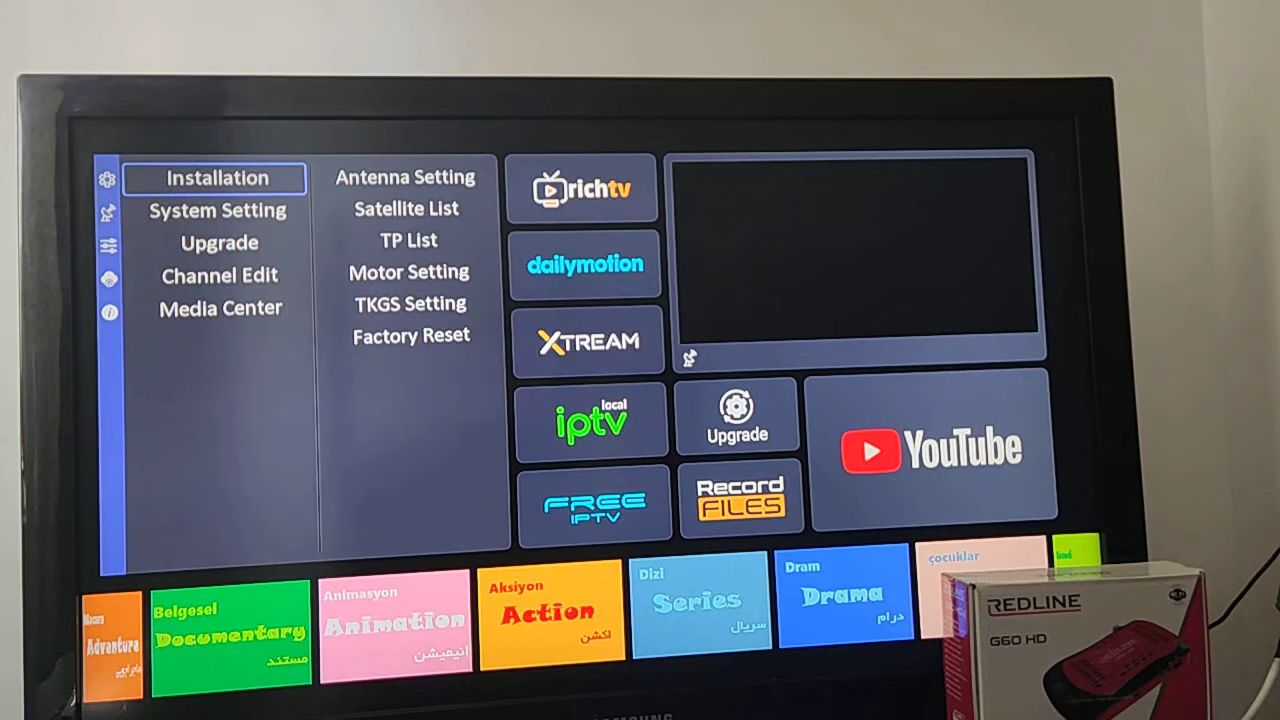 Installation
System Setting
Upgrade
Channel Edit
Media Center
Antenna Setting
Satellite List
TP List
Motor Setting
TKGS Setting
Factory Reset
richtv
dailymotion
XTREAM
local
iptv
FREE
IPTV
Upgrade
Record
FILES
YouTube
Macera
Adventure
Belgesel
Documentary
مستند
Animasyon
Animation
انیمیشن
Aksiyon
Action
اکشن
Dizi
Series
سریال
Dram
Drama
درام
çocuklar
REDLINE
G60 HD
SAMSUNG